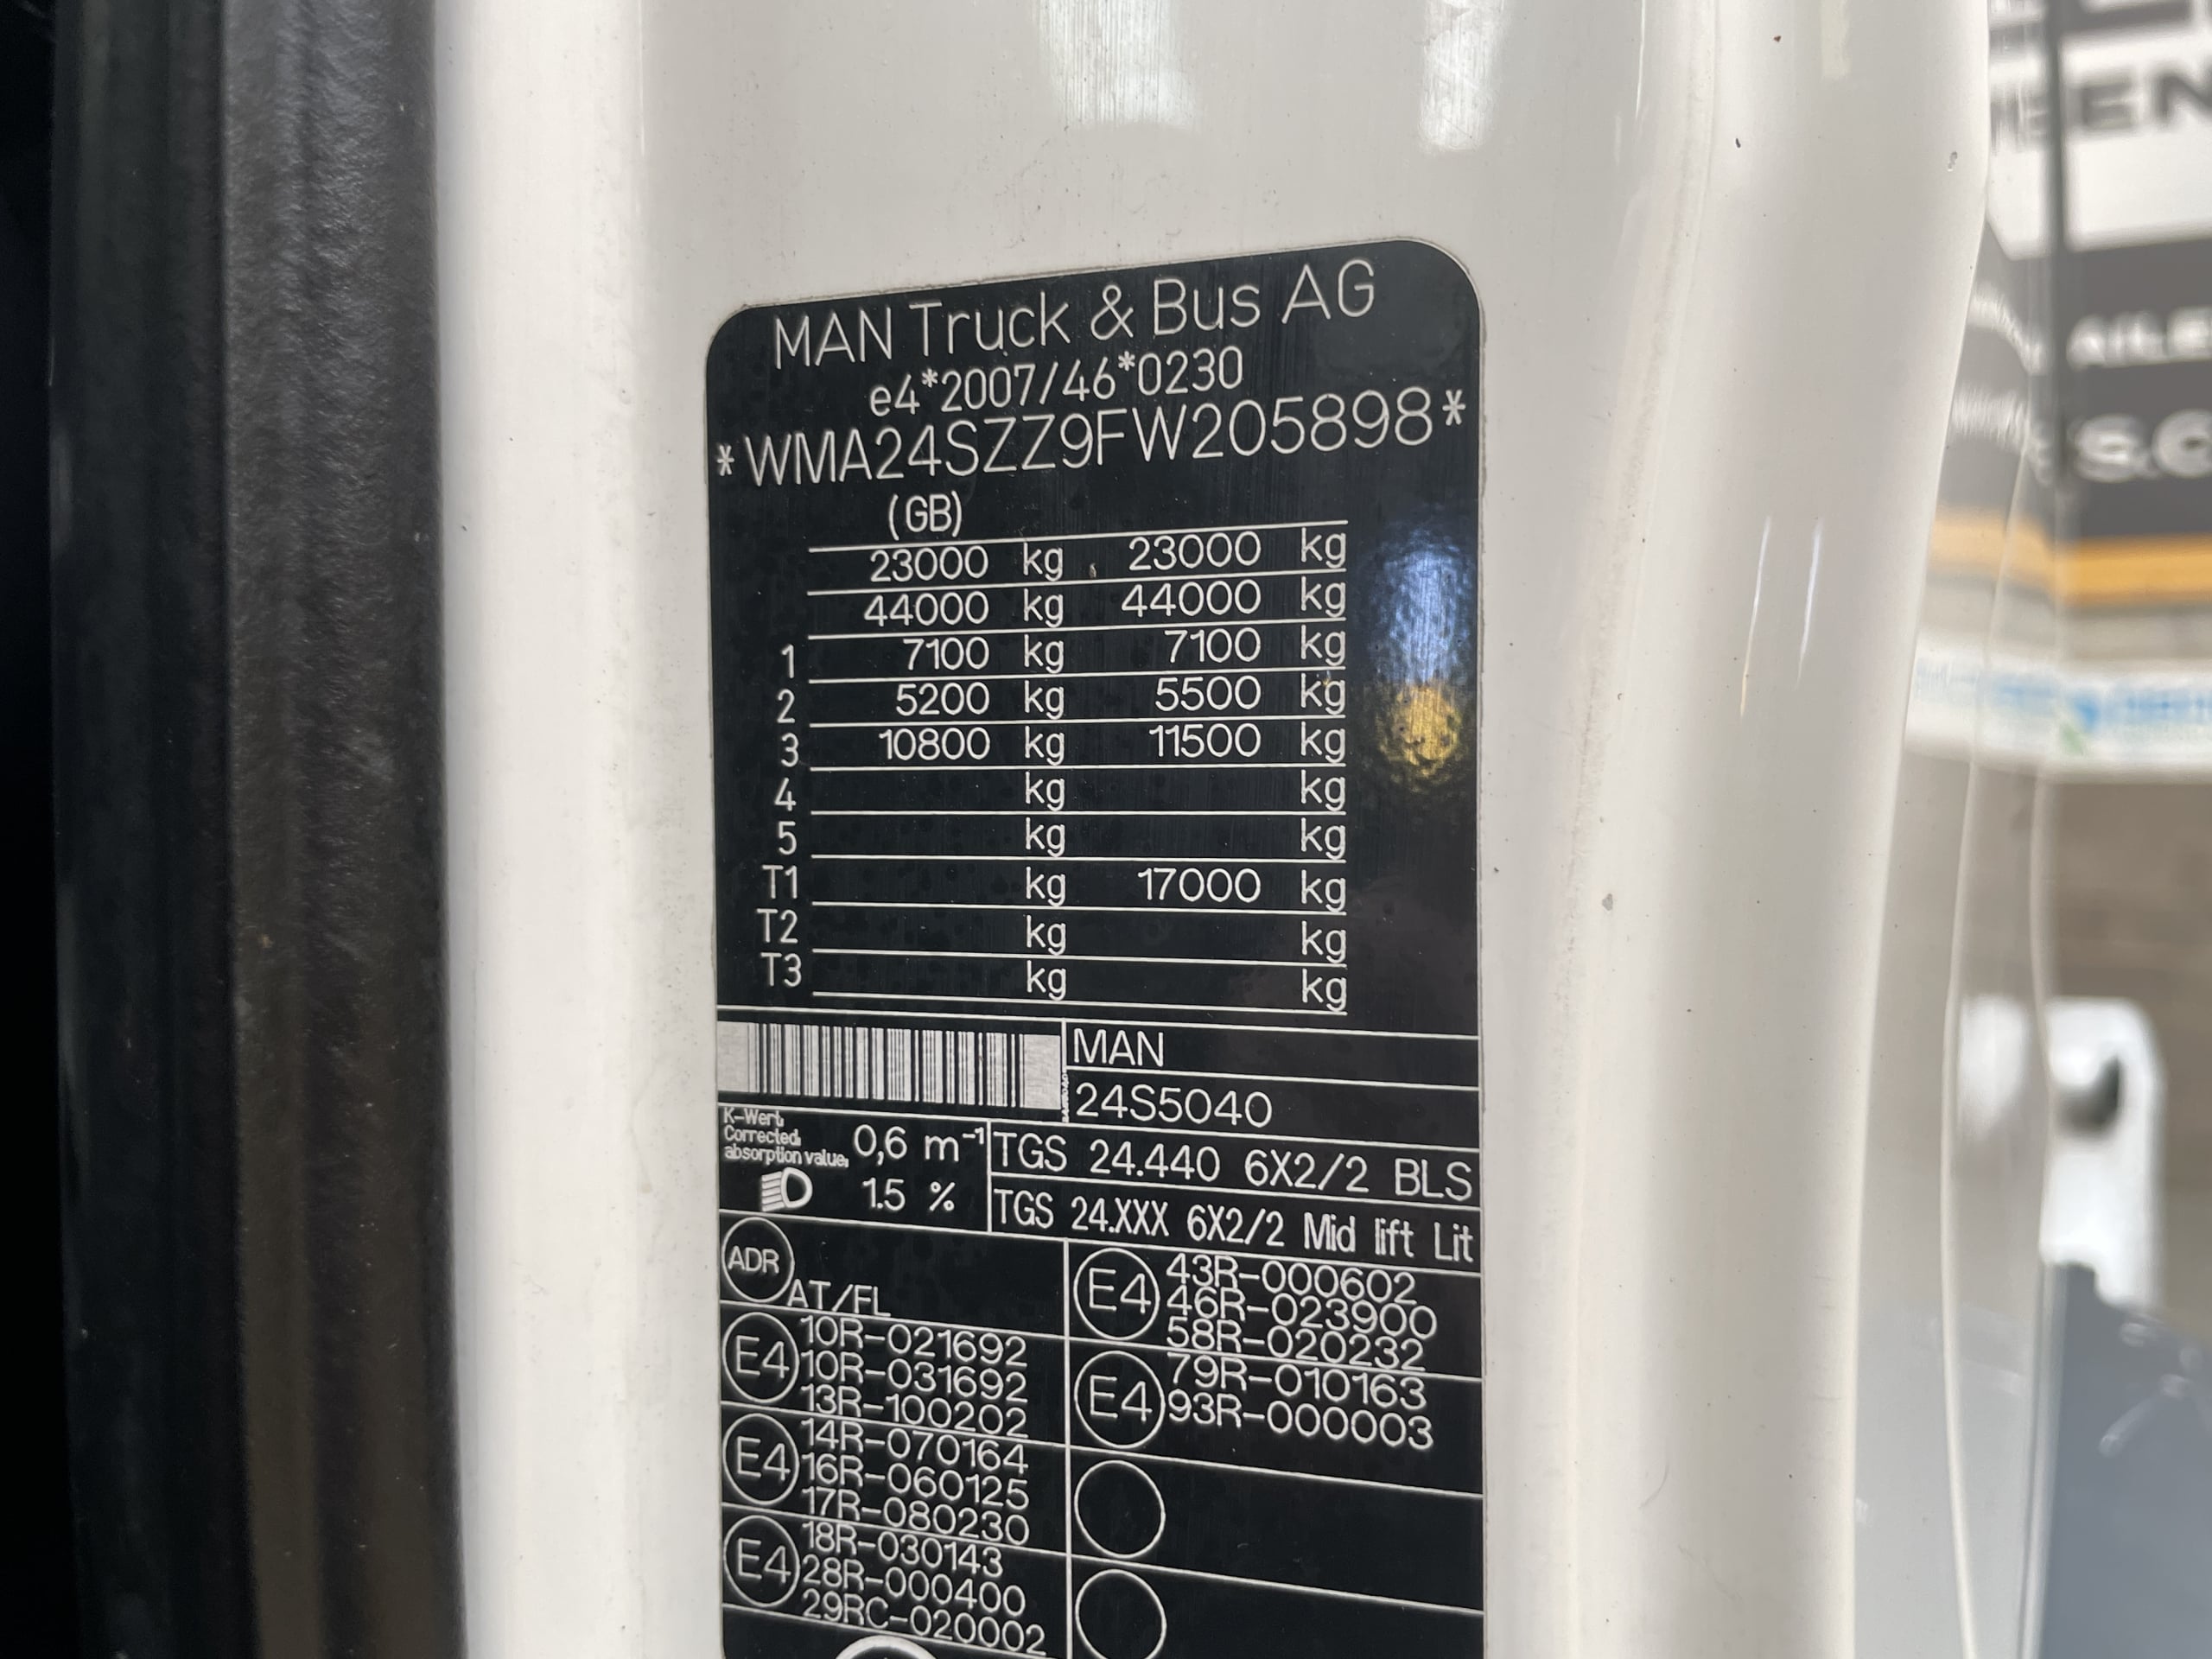 MAN Truck & Bus AG
e4*2007/46*0230
*WMA24SZZ9FW205898*
(GB)
23000 kg 23000 kg
44000 kg 44000 kg
1 7100 kg 7100 kg
2 5200 kg 5500 kg
3 10800 kg 11500 kg
4 kg kg
5 kg kg
T1 kg 17000 kg
T2 kg kg
T3 kg kg
MAN
24S5040
K-Wert,
Corrected,
absorption value, 0,6 m⁻¹
1.5 %
TGS 24.440 6X2/2 BLS
TGS 24.XXX 6X2/2 Mid lift Lit
ADR
AT/FL
E4
10R-021692
10R-031692
13R-100202
E4
14R-070164
16R-060125
17R-080230
E4
18R-030143
28R-000400
29RC-020002
E4
43R-000602
46R-023900
58R-020232
E4
79R-010163
93R-000003